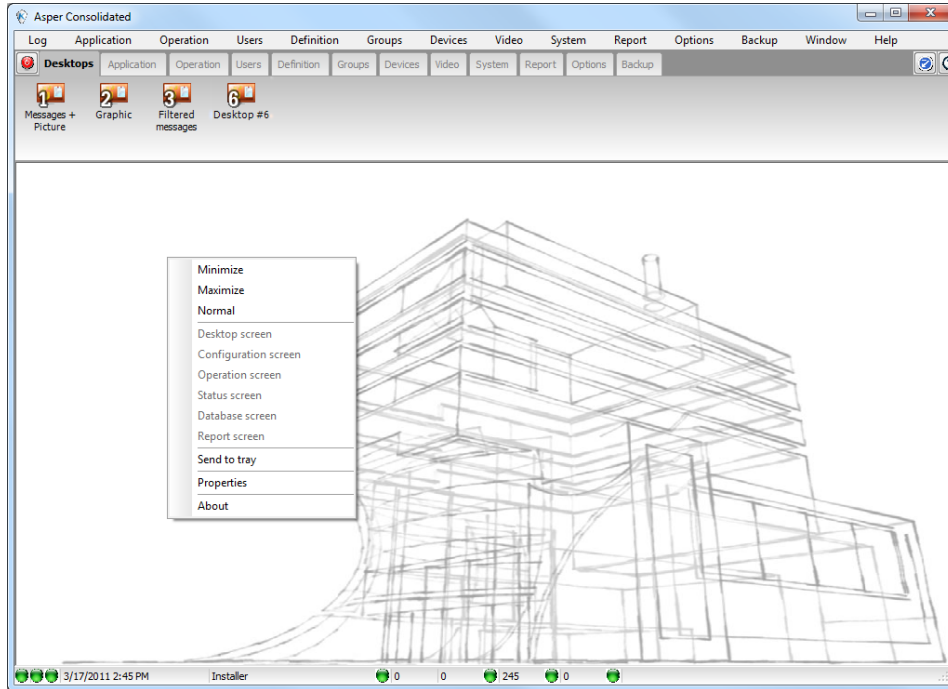 Asper Consolidated
Log Application Operation Users Definition Groups Devices Video System Report Options Backup Window Help
Desktops Application Operation Users Definition Groups Devices Video System Report Options Backup
1 2 3 6
Messages + Picture
Graphic
Filtered messages
Desktop #6
Minimize
Maximize
Normal
Desktop screen
Configuration screen
Operation screen
Status screen
Database screen
Report screen
Send to tray
Properties
About
3/17/2011 2:45 PM Installer 0 0 245 0